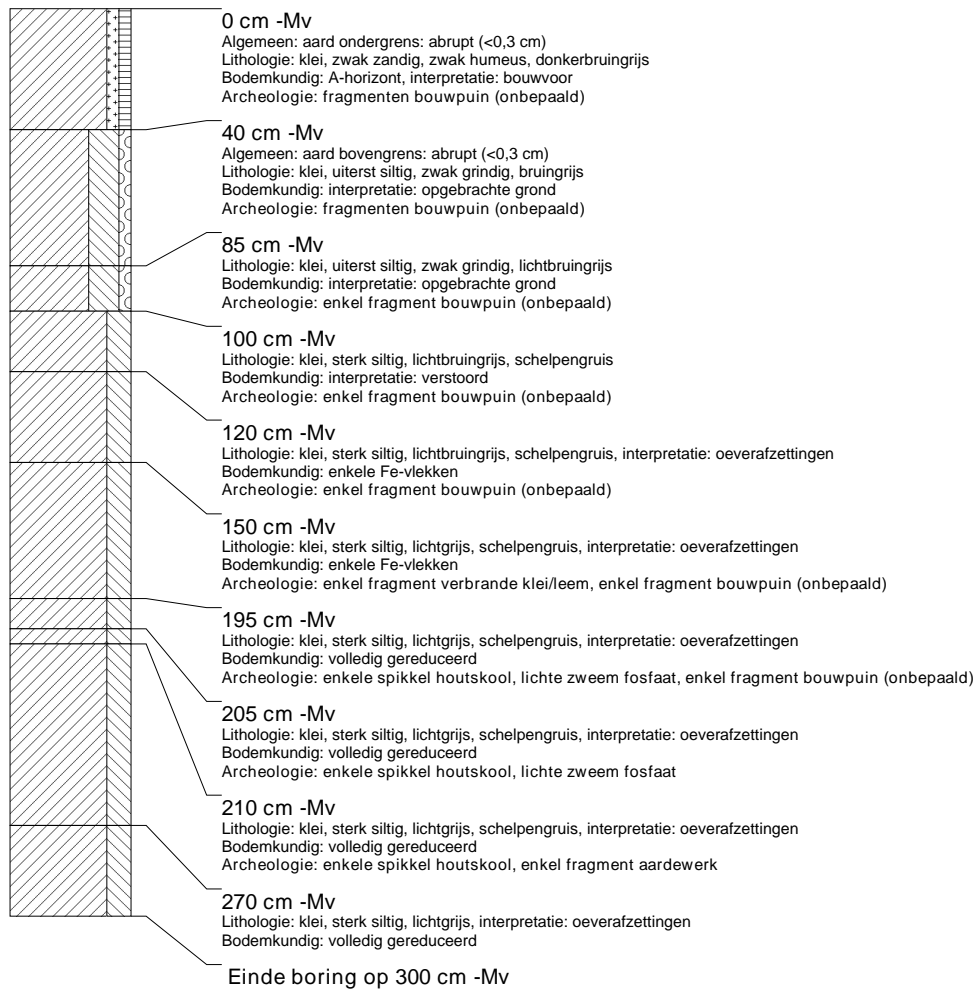 0 cm -Mv
Algemeen: aard ondergrens: abrupt (<0,3 cm)
Lithologie: klei, zwak zandig, zwak humeus, donkerbruingrijs
Bodemkundig: A-horizont, interpretatie: bouwvoor
Archeologie: fragmenten bouwpuin (onbepaald)
40 cm -Mv
Algemeen: aard bovengrens: abrupt (<0,3 cm)
Lithologie: klei, uiterst siltig, zwak grindig, bruingrijs
Bodemkundig: interpretatie: opgebrachte grond
Archeologie: fragmenten bouwpuin (onbepaald)
85 cm -Mv
Lithologie: klei, uiterst siltig, zwak grindig, lichtbruingrijs
Bodemkundig: interpretatie: opgebrachte grond
Archeologie: enkel fragment bouwpuin (onbepaald)
100 cm -Mv
Lithologie: klei, sterk siltig, lichtbruingrijs, schelpengruis
Bodemkundig: interpretatie: verstoord
Archeologie: enkel fragment bouwpuin (onbepaald)
120 cm -Mv
Lithologie: klei, sterk siltig, lichtbruingrijs, schelpengruis, interpretatie: oeverafzettingen
Bodemkundig: enkele Fe-vlekken
Archeologie: enkel fragment bouwpuin (onbepaald)
150 cm -Mv
Lithologie: klei, sterk siltig, lichtgrijs, schelpengruis, interpretatie: oeverafzettingen
Bodemkundig: enkele Fe-vlekken
Archeologie: enkel fragment verbrande klei/leem, enkel fragment bouwpuin (onbepaald)
195 cm -Mv
Lithologie: klei, sterk siltig, lichtgrijs, schelpengruis, interpretatie: oeverafzettingen
Bodemkundig: volledig gereduceerd
Archeologie: enkele spikkel houtskool, lichte zweem fosfaat, enkel fragment bouwpuin (onbepaald)
205 cm -Mv
Lithologie: klei, sterk siltig, lichtgrijs, schelpengruis, interpretatie: oeverafzettingen
Bodemkundig: volledig gereduceerd
Archeologie: enkele spikkel houtskool, lichte zweem fosfaat
210 cm -Mv
Lithologie: klei, sterk siltig, lichtgrijs, schelpengruis, interpretatie: oeverafzettingen
Bodemkundig: volledig gereduceerd
Archeologie: enkele spikkel houtskool, enkel fragment aardewerk
270 cm -Mv
Lithologie: klei, sterk siltig, lichtgrijs, interpretatie: oeverafzettingen
Bodemkundig: volledig gereduceerd
Einde boring op 300 cm -Mv